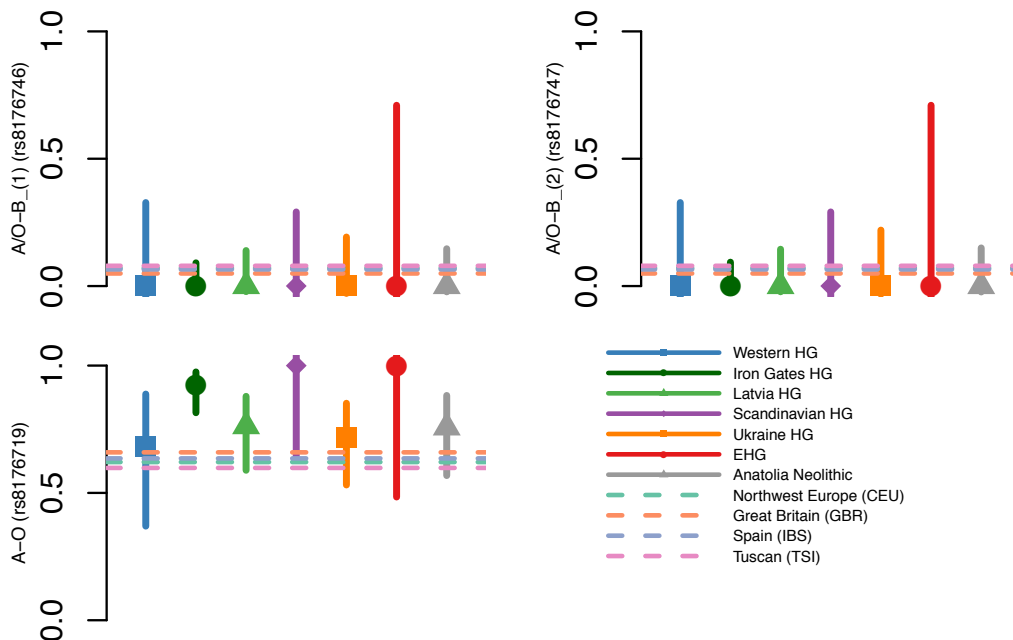 A/O−B_(1) (rs8176746)
1.0
0.5
0.0
A/O−B_(2) (rs8176747)
1.0
0.5
0.0
A−O (rs8176719)
1.0
0.5
0.0
Western HG
Iron Gates HG
Latvia HG
Scandinavian HG
Ukraine HG
EHG
Anatolia Neolithic
Northwest Europe (CEU)
Great Britain (GBR)
Spain (IBS)
Tuscan (TSI)